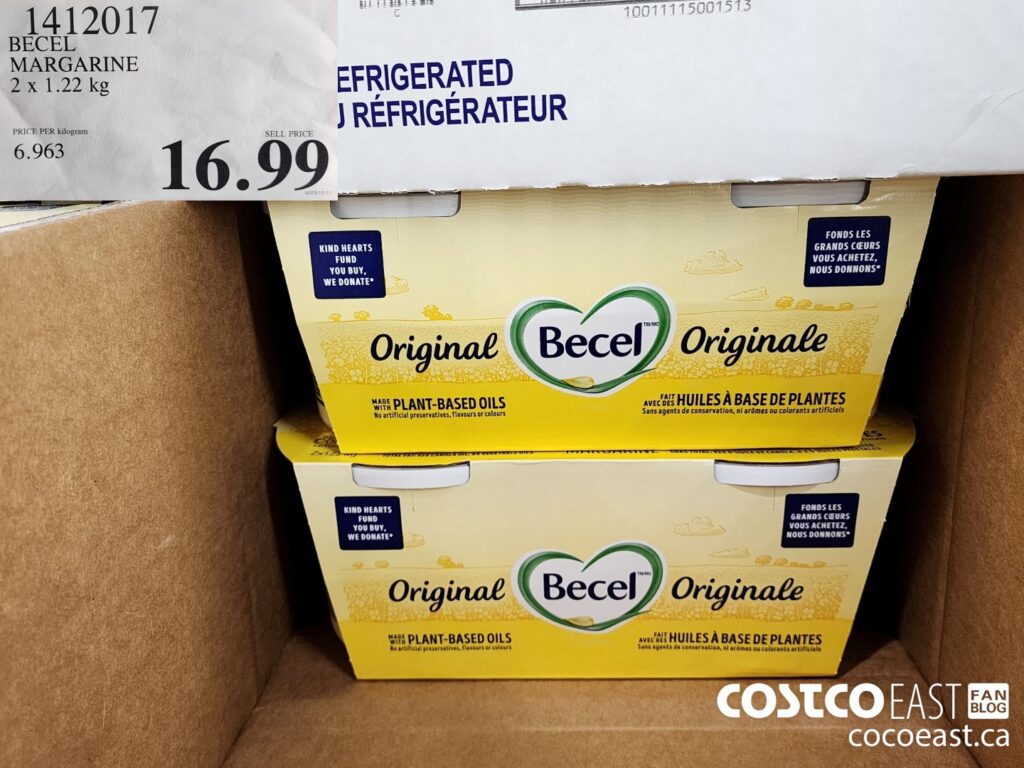 1412017
BECEL
MARGARINE
2 x 1.22 kg
PRICE PER kilogram
6.963
SELL PRICE
16.99
C
10011115001513
EFRIGERATED
RÉFRIGÉRATEUR
KIND HEARTS
FUND
YOU BUY,
WE DONATE*
FONDS LES
GRANDS CŒURS
VOUS ACHETEZ,
NOUS DONNONS*
Original
Becel
TM/MC
Originale
MADE WITH PLANT-BASED OILS
No artificial preservatives, flavours or colours
FAIT AVEC DES HUILES À BASE DE PLANTES
Sans agents de conservation, ni arômes ou colorants artificiels
MARGARINE
KIND HEARTS
FUND
YOU BUY,
WE DONATE*
FONDS LES
GRANDS CŒURS
VOUS ACHETEZ,
NOUS DONNONS*
Original
Becel
TM/MC
Originale
MADE WITH PLANT-BASED OILS
No artificial preservatives, flavours or colours
FAIT AVEC DES HUILES À BASE DE PLANTES
Sans agents de conservation, ni arômes ou colorants artificiels
COSTCO EAST FAN BLOG
cocoeast.ca